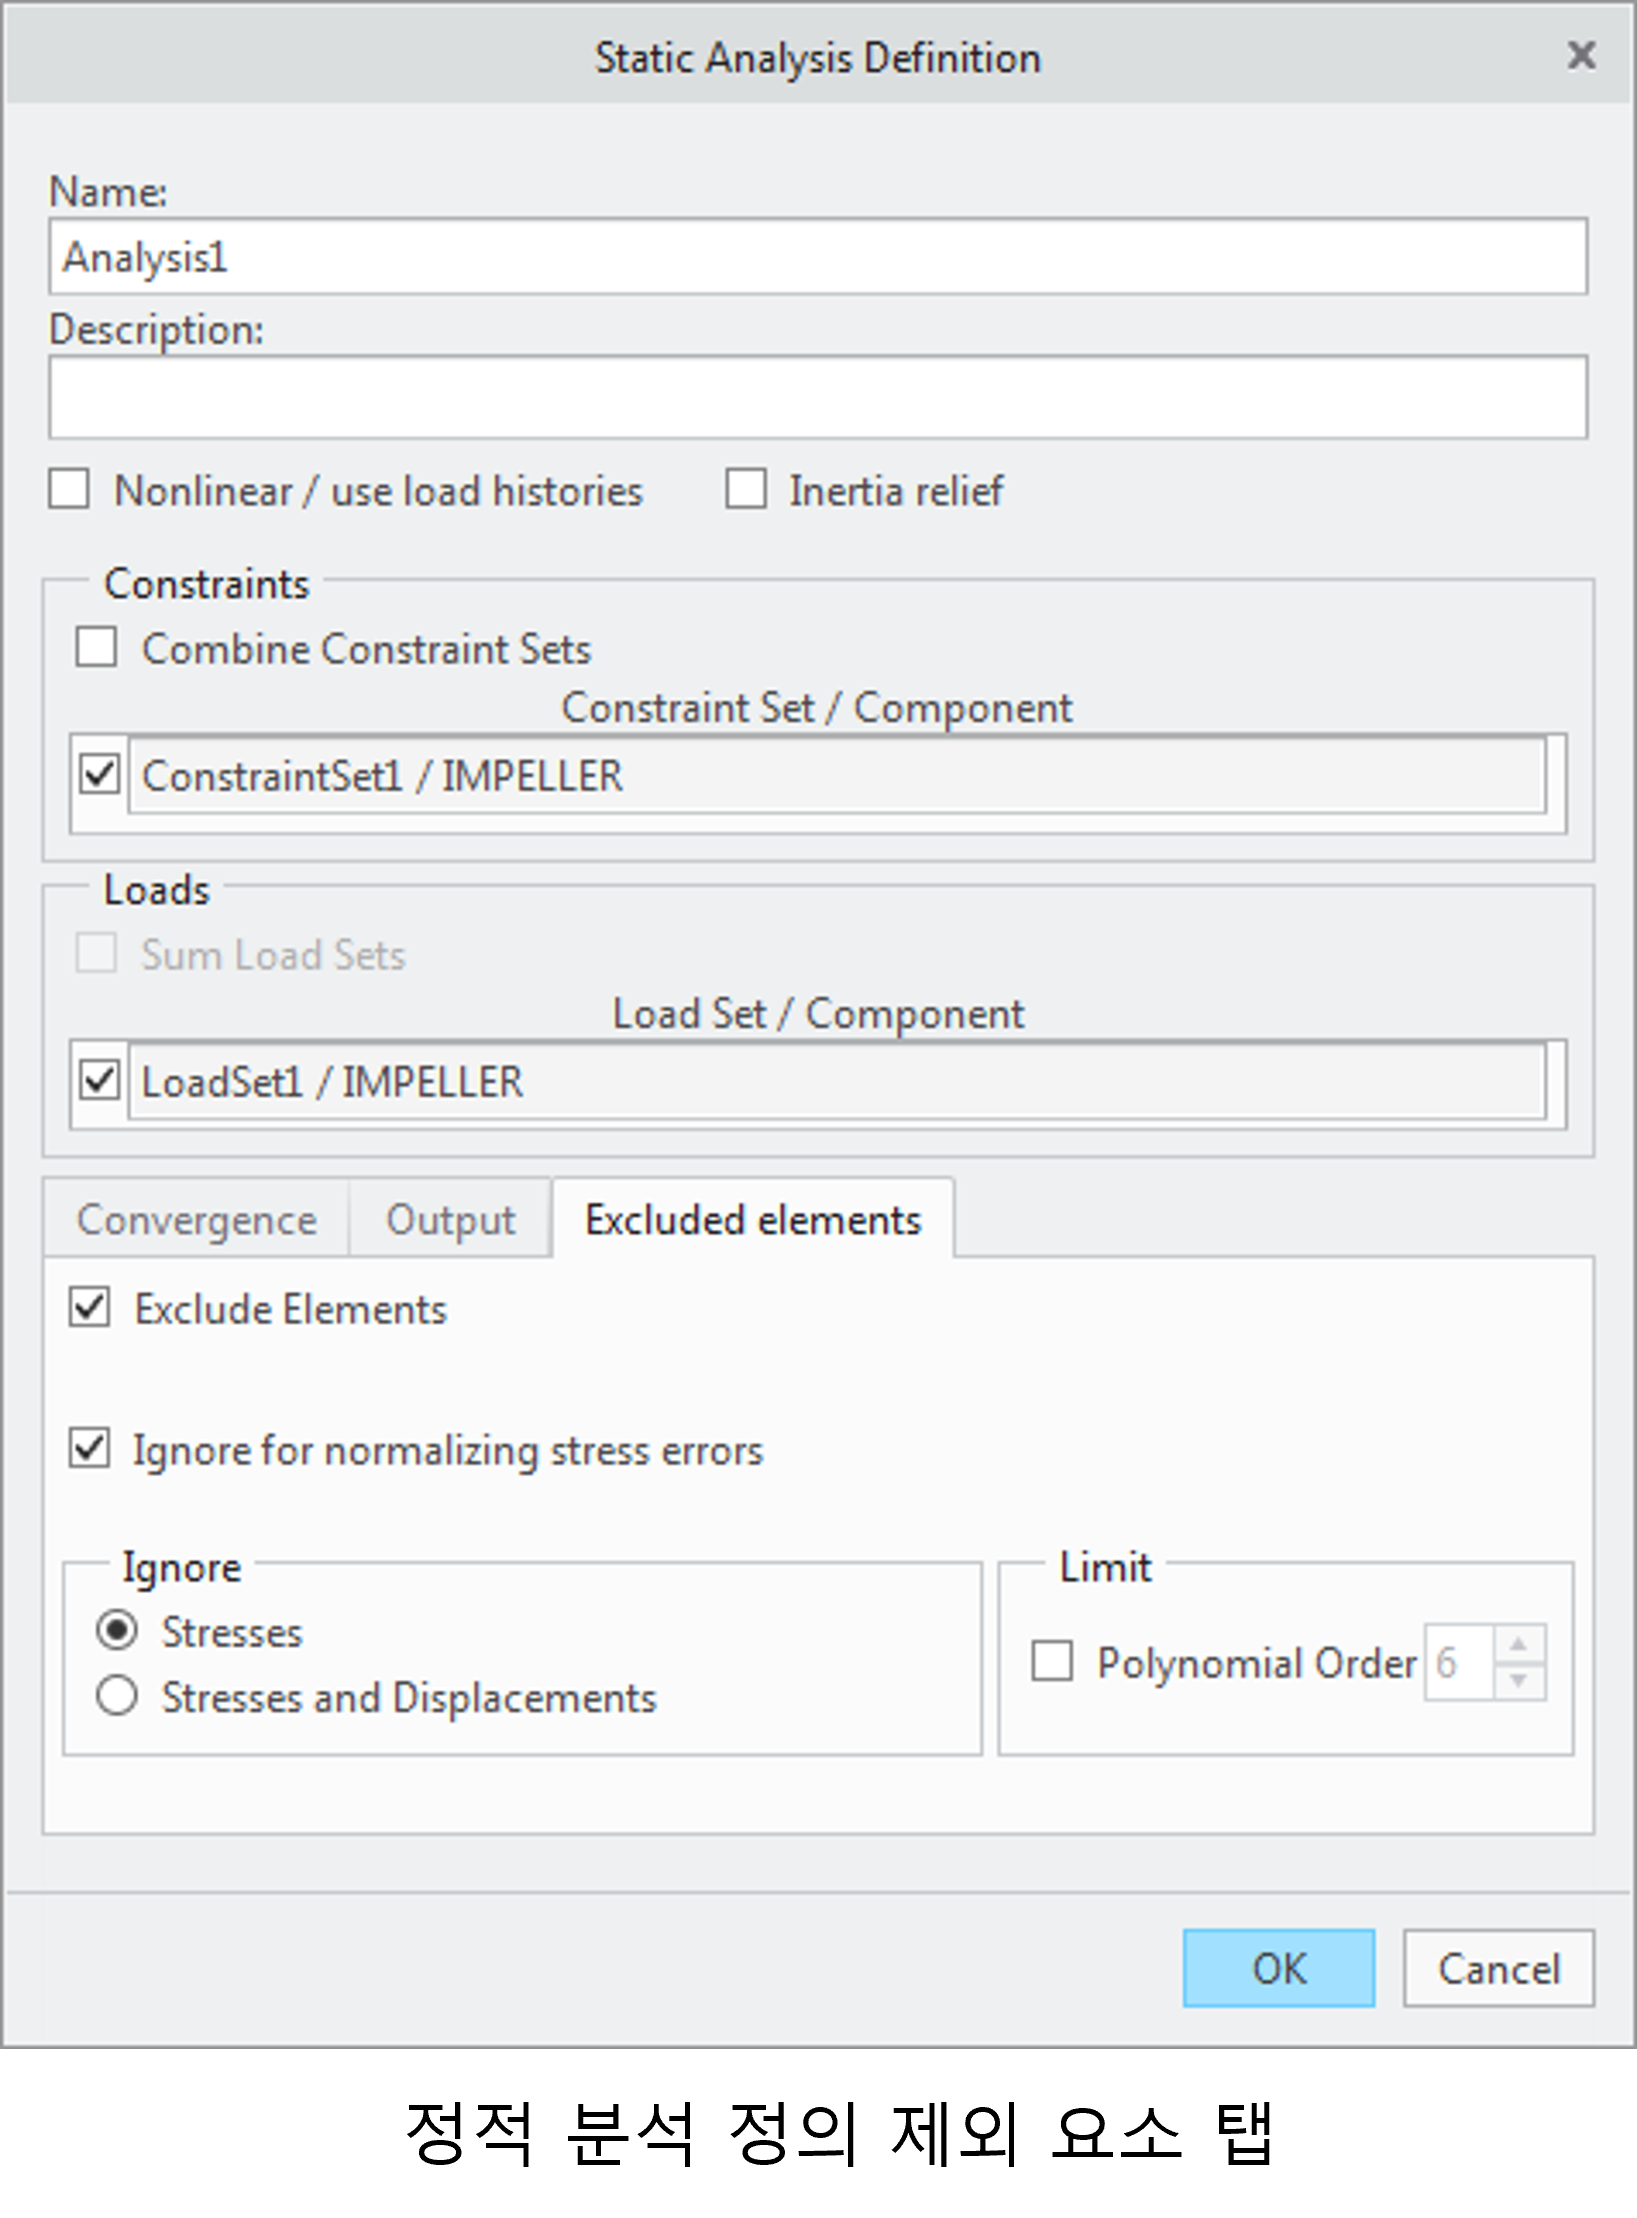 Static Analysis Definition
Name:
Analysis1
Description:
Nonlinear / use load histories Inertia relief
Constraints
Combine Constraint Sets
Constraint Set / Component
ConstraintSet1 / IMPELLER
Loads
Sum Load Sets
Load Set / Component
LoadSet1 / IMPELLER
Convergence Output Excluded elements
Exclude Elements
Ignore for normalizing stress errors
Ignore Limit
Stresses
Polynomial Order 6
Stresses and Displacements
OK Cancel
정적 분석 정의 제외 요소 탭